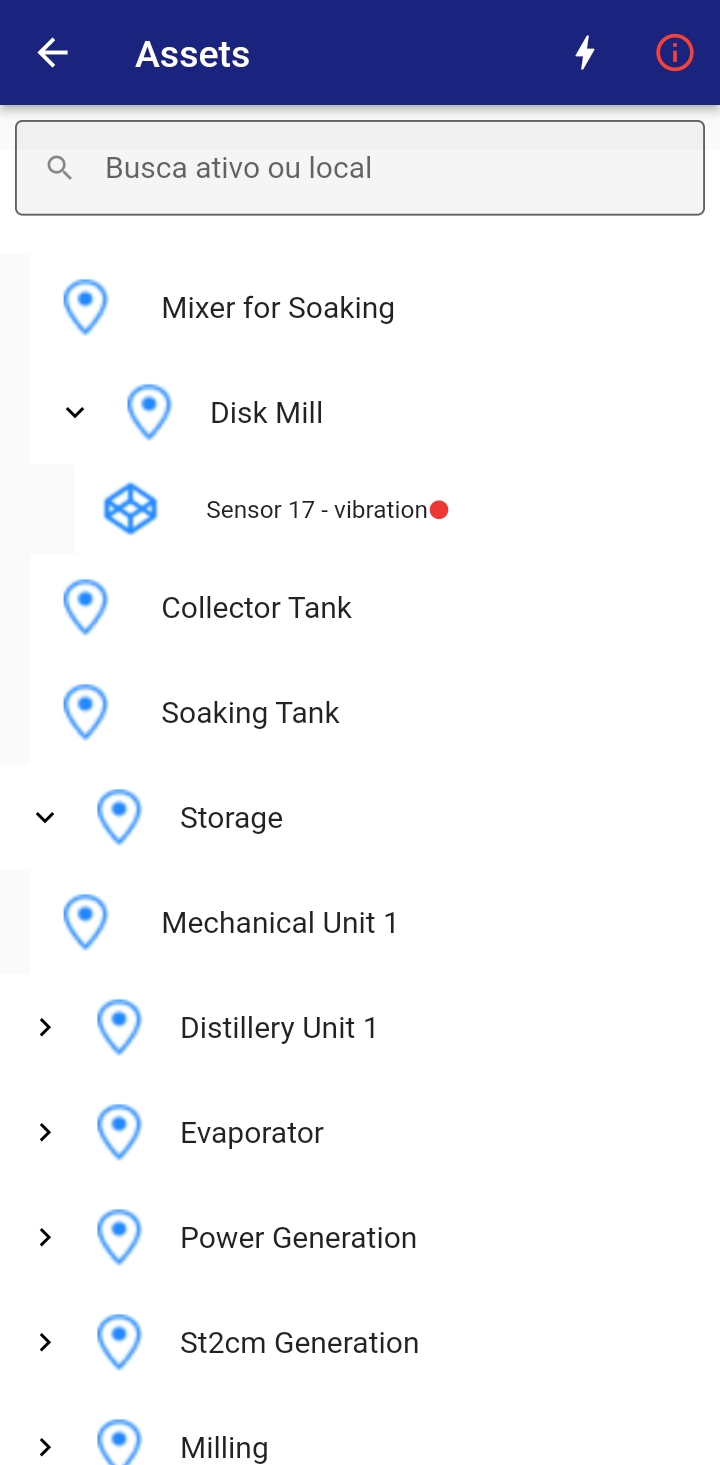 Assets
Busca ativo ou local
Mixer for Soaking
Disk Mill
Sensor 17 - vibration
Collector Tank
Soaking Tank
Storage
Mechanical Unit 1
Distillery Unit 1
Evaporator
Power Generation
St2cm Generation
Milling